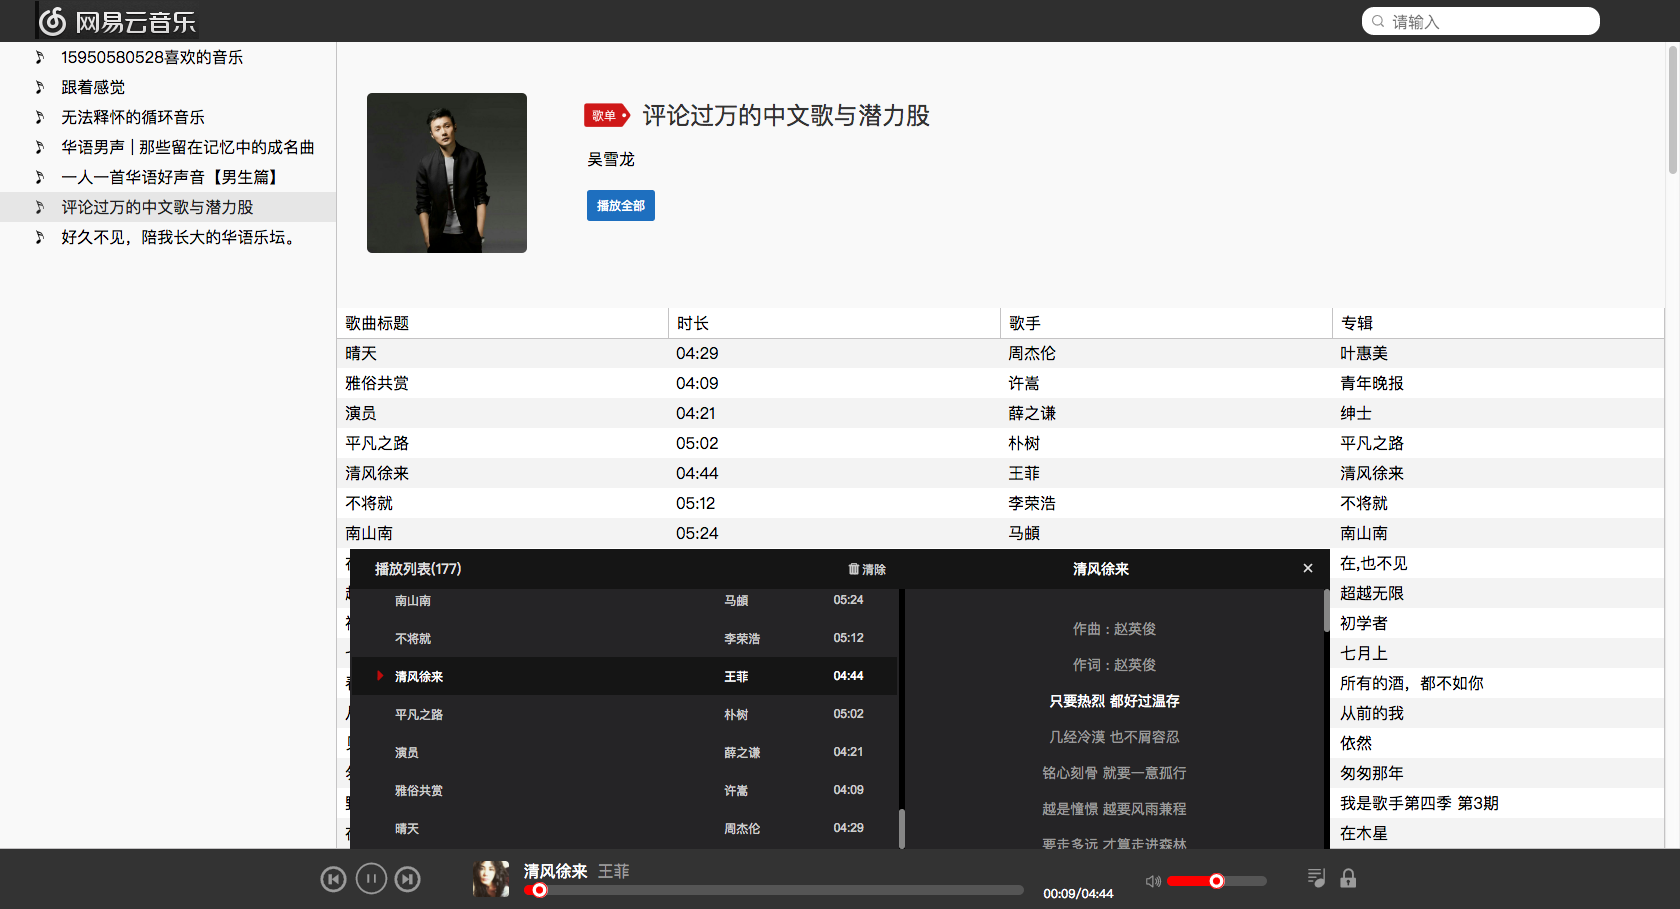 网易云音乐
请输入
15950580528喜欢的音乐
跟着感觉
无法释怀的循环音乐
华语男声 | 那些留在记忆中的成名曲
一人一首华语好声音【男生篇】
评论过万的中文歌与潜力股
好久不见，陪我长大的华语乐坛。
歌单
评论过万的中文歌与潜力股
吴雪龙
播放全部
歌曲标题 时长 歌手 专辑
晴天 04:29 周杰伦 叶惠美
雅俗共赏 04:09 许嵩 青年晚报
演员 04:21 薛之谦 绅士
平凡之路 05:02 朴树 平凡之路
清风徐来 04:44 王菲 清风徐来
不将就 05:12 李荣浩 不将就
南山南 05:24 马頔 南山南
在,也不见
超越无限
初学者
七月上
所有的酒，都不如你
从前的我
依然
匆匆那年
我是歌手第四季 第3期
在木星
播放列表(177) 清除
南山南 马頔 05:24
不将就 李荣浩 05:12
清风徐来 王菲 04:44
平凡之路 朴树 05:02
演员 薛之谦 04:21
雅俗共赏 许嵩 04:09
晴天 周杰伦 04:29
清风徐来 ×
作曲 : 赵英俊
作词 : 赵英俊
只要热烈 都好过温存
几经冷漠 也不屑容忍
铭心刻骨 就要一意孤行
越是憧憬 越要风雨兼程
要走多远 才算走进森林
清风徐来 王菲
00:09/04:44